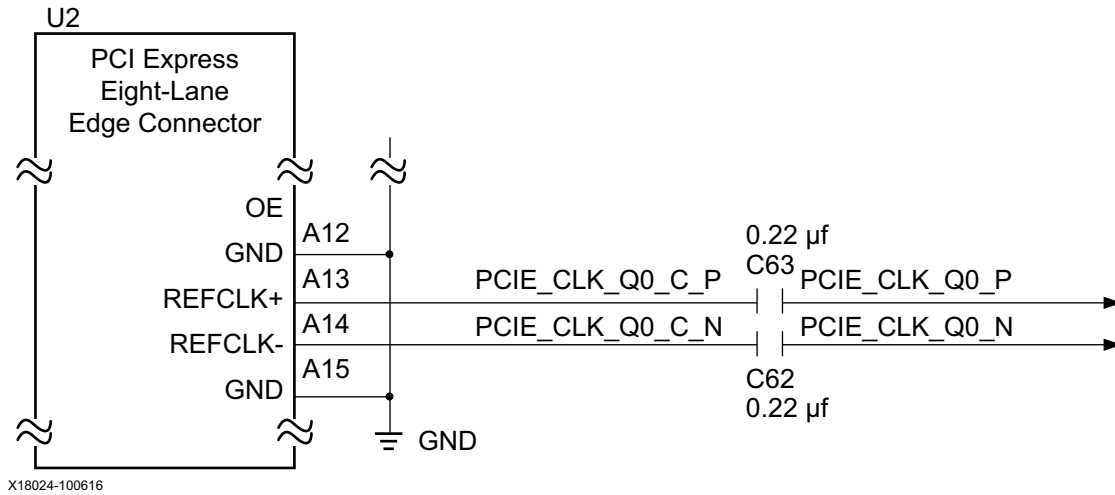 U2
PCI Express
Eight-Lane
Edge Connector
OE
GND
A12
REFCLK+
A13
PCIE_CLK_Q0_C_P
0.22 µf
C63
PCIE_CLK_Q0_P
REFCLK-
A14
PCIE_CLK_Q0_C_N
PCIE_CLK_Q0_N
C62
0.22 µf
GND
A15
GND
X18024-100616